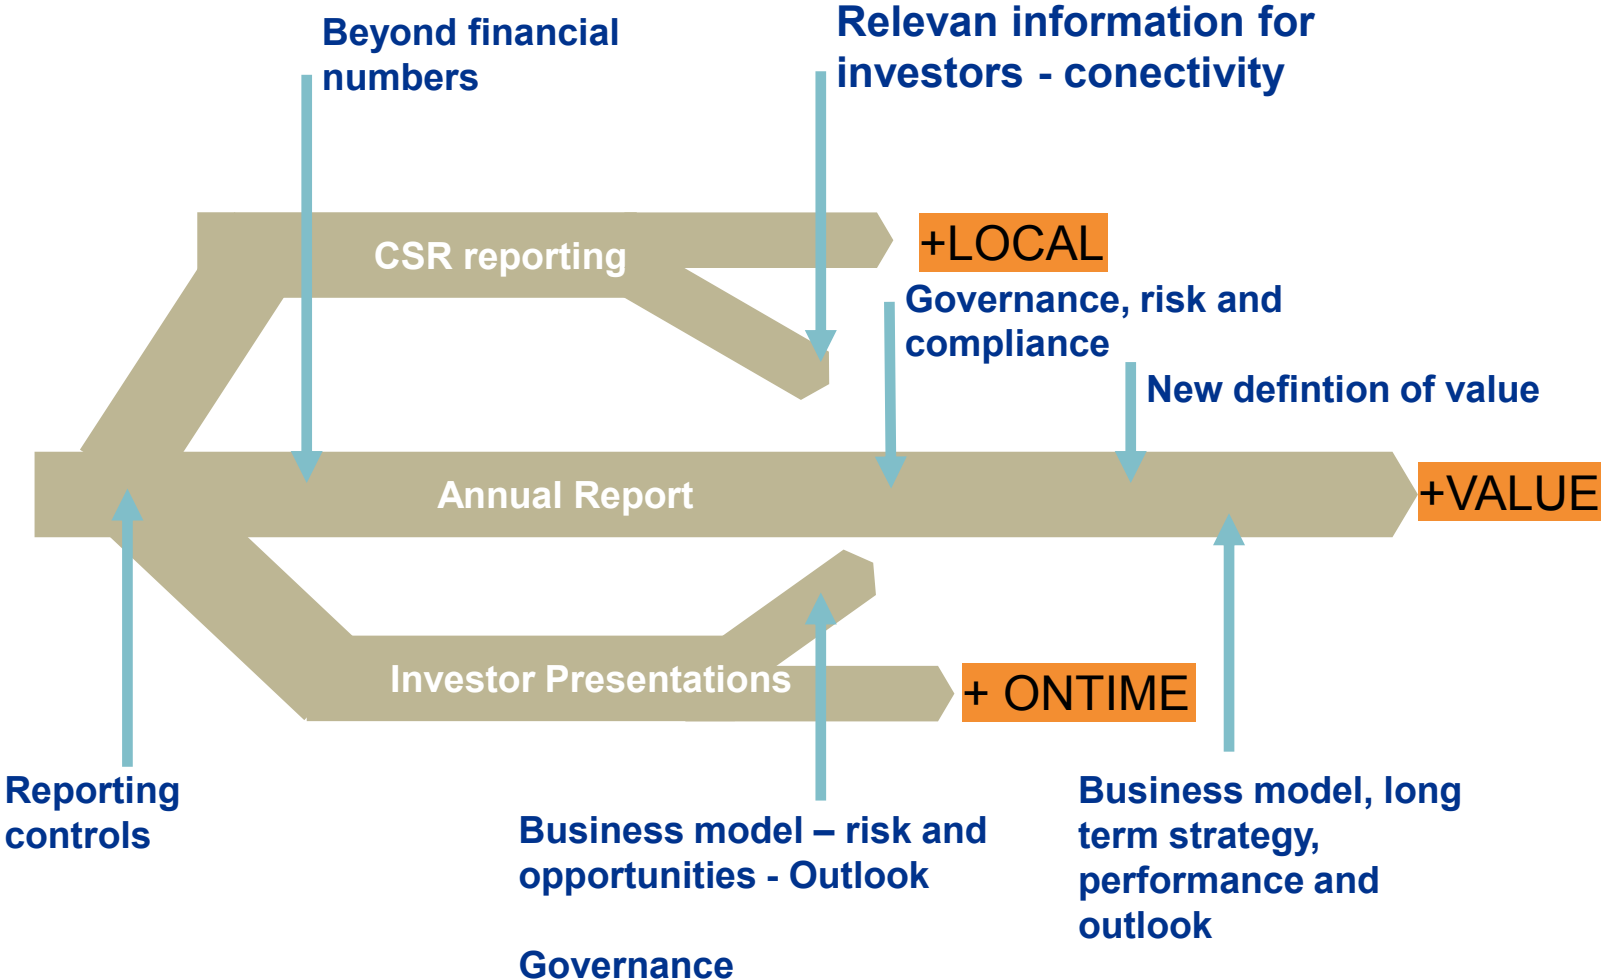 Beyond financial
numbers
Relevan information for
investors - conectivity
CSR reporting
+LOCAL
Governance, risk and
compliance
New defintion of value
Annual Report
+VALUE
Investor Presentations
+ ONTIME
Reporting
controls
Business model – risk and
opportunities - Outlook
Governance
Business model, long
term strategy,
performance and
outlook